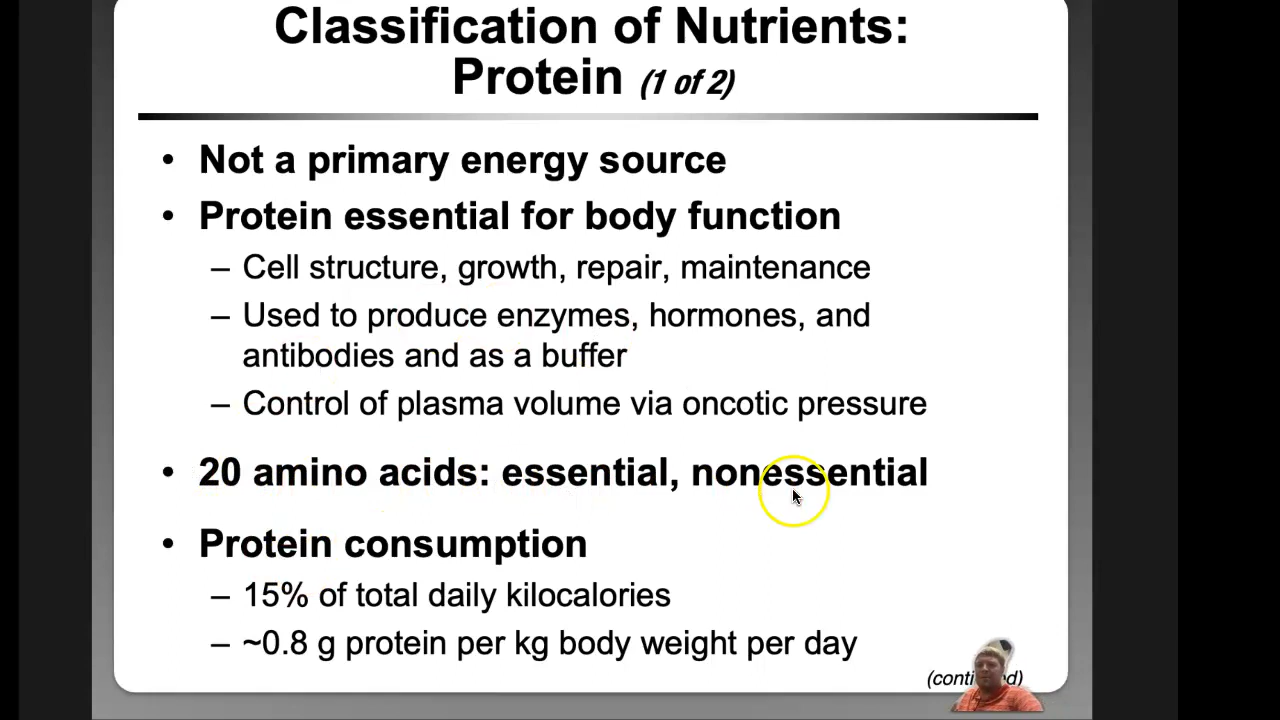 Classification of Nutrients:
Protein (1 of 2)
• Not a primary energy source
• Protein essential for body function
– Cell structure, growth, repair, maintenance
– Used to produce enzymes, hormones, and
antibodies and as a buffer
– Control of plasma volume via oncotic pressure
• 20 amino acids: essential, nonessential
• Protein consumption
– 15% of total daily kilocalories
– ~0.8 g protein per kg body weight per day